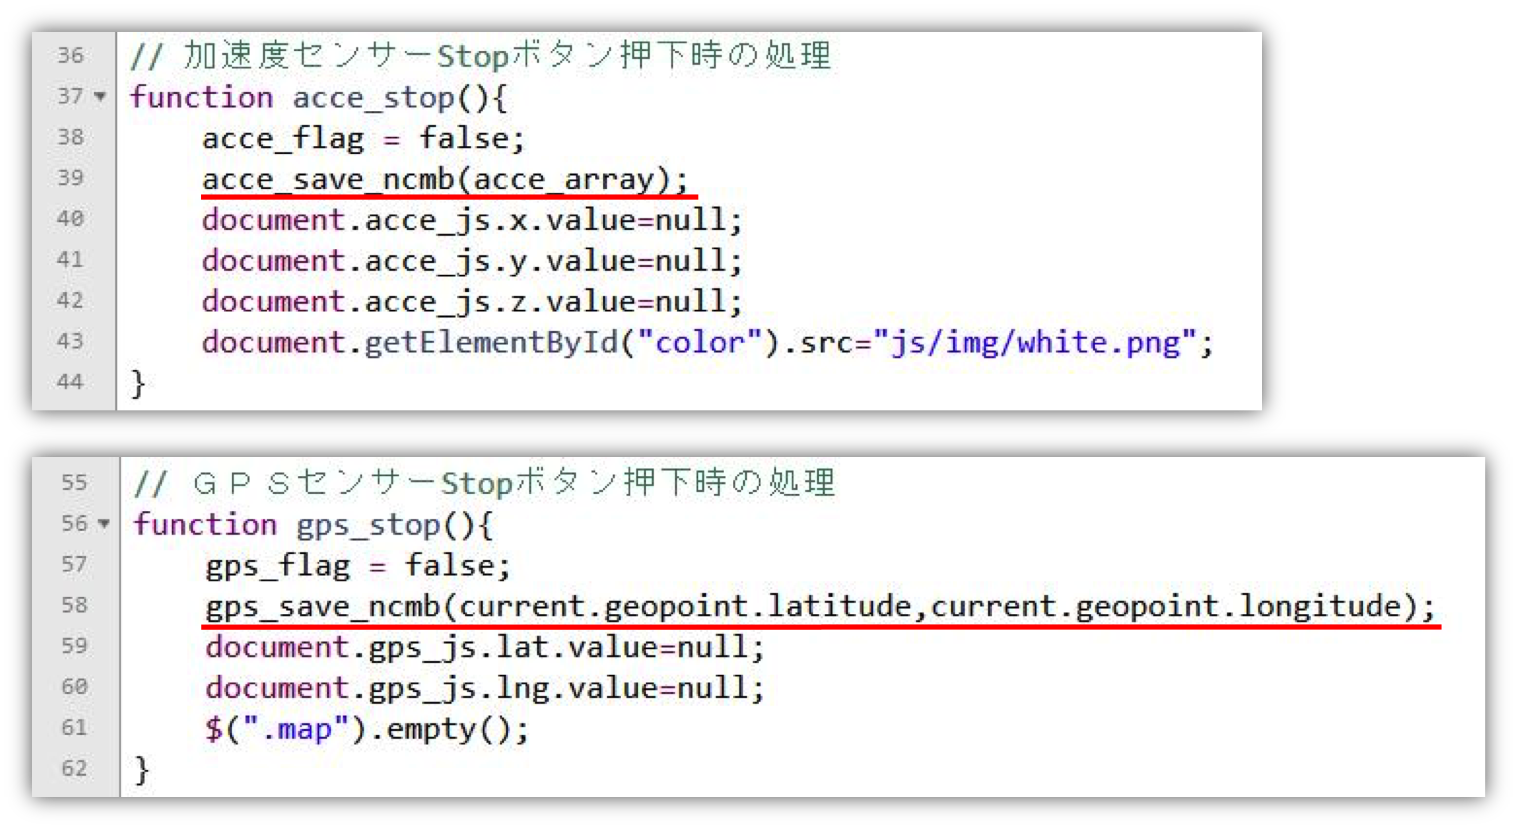 36 // 加速度センサーStopボタン押下時の処理
37 function acce_stop(){
38 acce_flag = false;
39 acce_save_ncmb(acce_array);
40 document.acce_js.x.value=null;
41 document.acce_js.y.value=null;
42 document.acce_js.z.value=null;
43 document.getElementById("color").src="js/img/white.png";
44 }
55 // ＧＰＳセンサーStopボタン押下時の処理
56 function gps_stop(){
57 gps_flag = false;
58 gps_save_ncmb(current.geopoint.latitude,current.geopoint.longitude);
59 document.gps_js.lat.value=null;
60 document.gps_js.lng.value=null;
61 $(".map").empty();
62 }